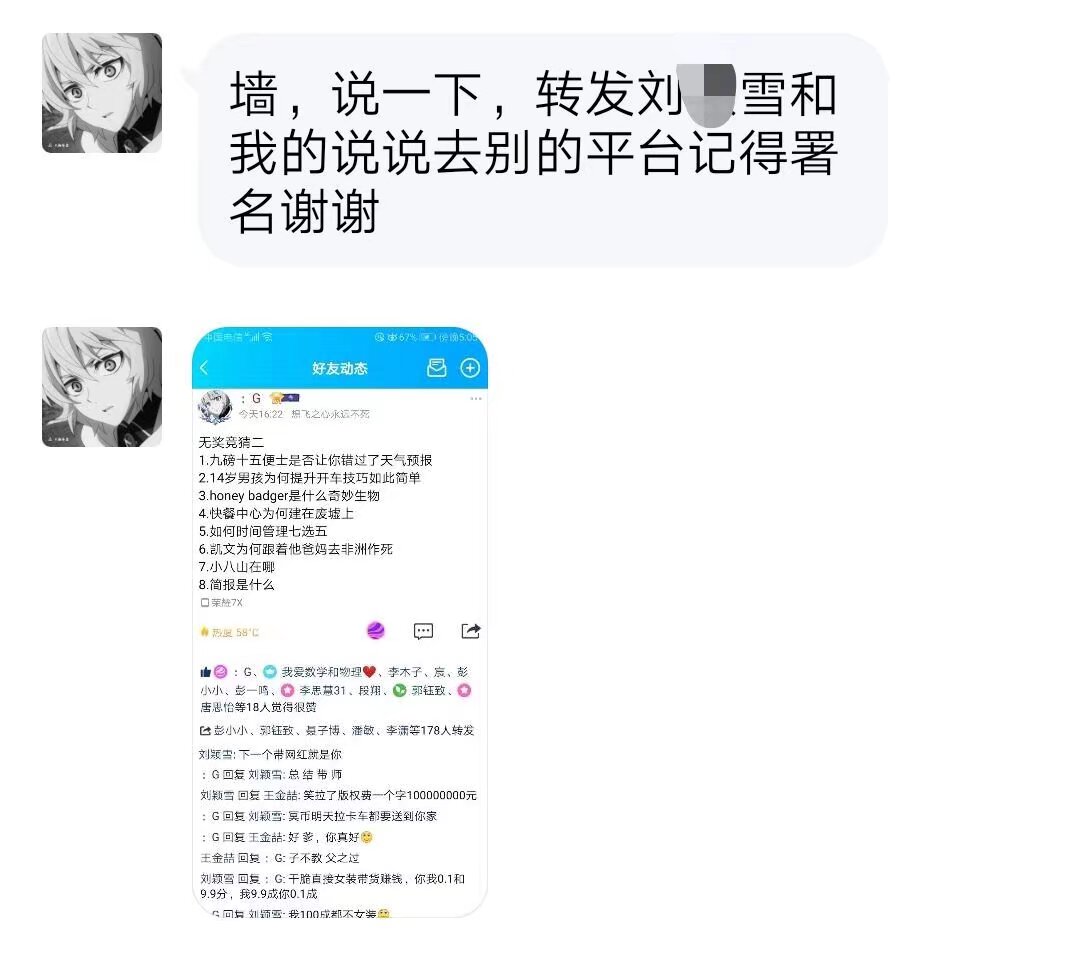 墙，说一下，转发刘 雪和
我的说说去别的平台记得署
名谢谢
中国电信 67% 傍晚5:05
好友动态
：G
今天16:22 想飞之心永远不死
无奖竞猜二
1.九磅十五便士是否让你错过了天气预报
2.14岁男孩为何提升开车技巧如此简单
3.honey badger是什么奇妙生物
4.快餐中心为何建在废墟上
5.如何时间管理七选五
6.凯文为何跟着他爸妈去非洲作死
7.小八山在哪
8.简报是什么
荣耀7X
热度 58°C
：G、 我爱数学和物理、李木子、宸、彭
小小、彭一鸣、 李思慧31、段翔、 郭钰致、
唐思怡等18人觉得很赞
彭小小、郭钰致、聂子博、潘敏、李潇等178人转发
刘颖雪: 下一个带网红就是你
：G 回复 刘颖雪: 总 结 带 师
刘颖雪 回复 王金喆: 笑拉了版权费一个字100000000元
：G 回复 刘颖雪: 冥币明天拉卡车都要送到你家
：G 回复 王金喆: 好 爹，你真好
王金喆 回复：G: 子不教 父之过
刘颖雪 回复：G: 干脆直接女装带货赚钱，你我0.1和
9.9分，我9.9成你0.1成
：G 回复 刘颖雪: 我100成都不女装